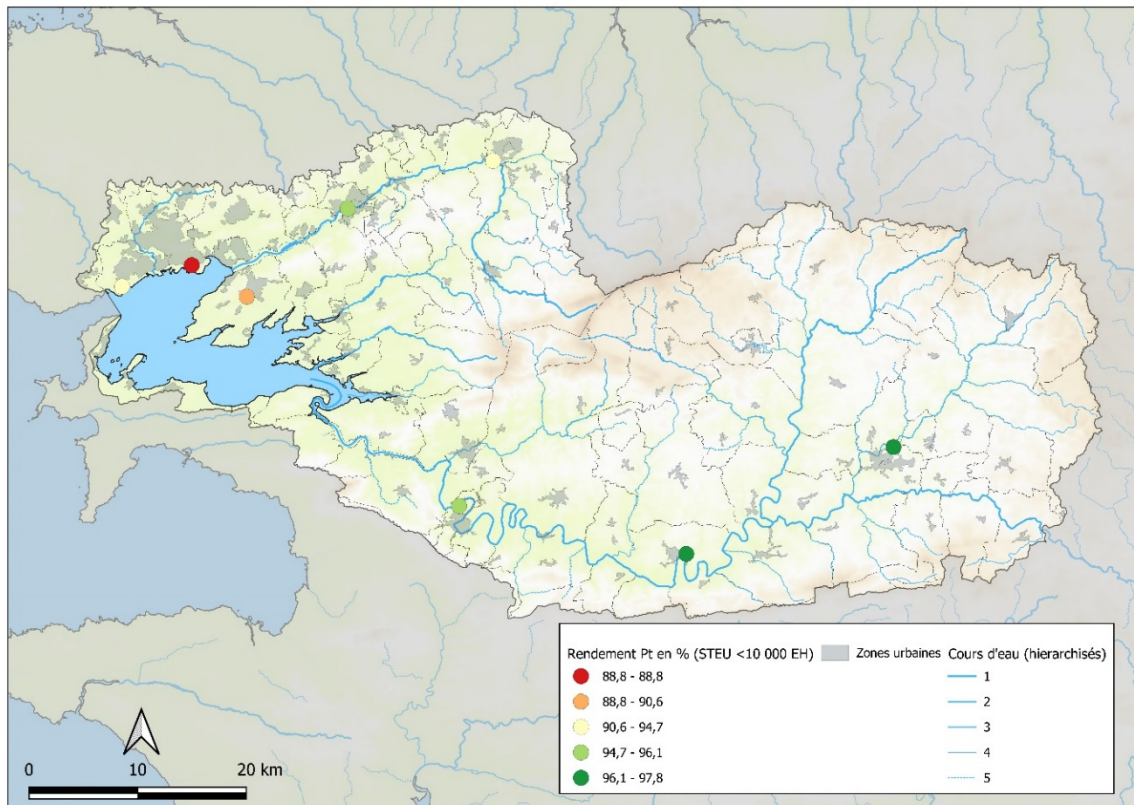 Rendement Pt en % (STEU <10 000 EH)
88,8 - 88,8
88,8 - 90,6
90,6 - 94,7
94,7 - 96,1
96,1 - 97,8
Zones urbaines
Cours d'eau (hierarchisés)
1
2
3
4
5
0 10 20 km